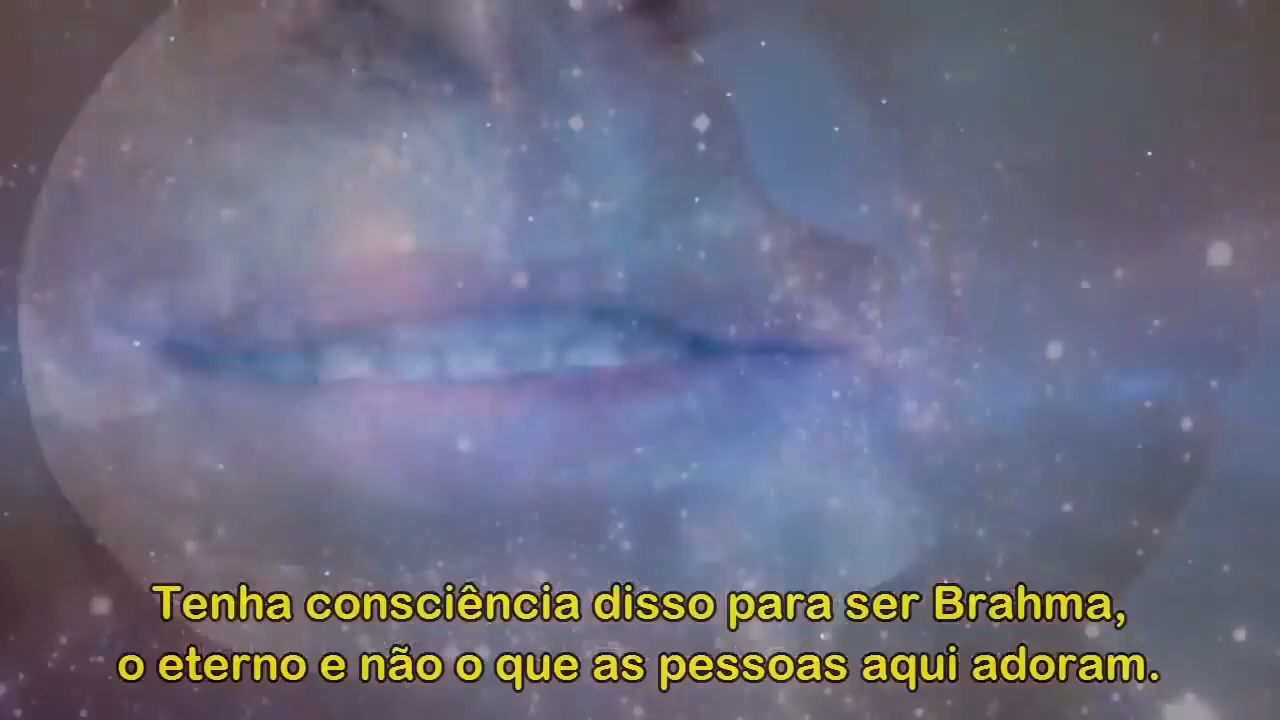 Tenha consciência disso para ser Brahma,
o eterno e não o que as pessoas aqui adoram.